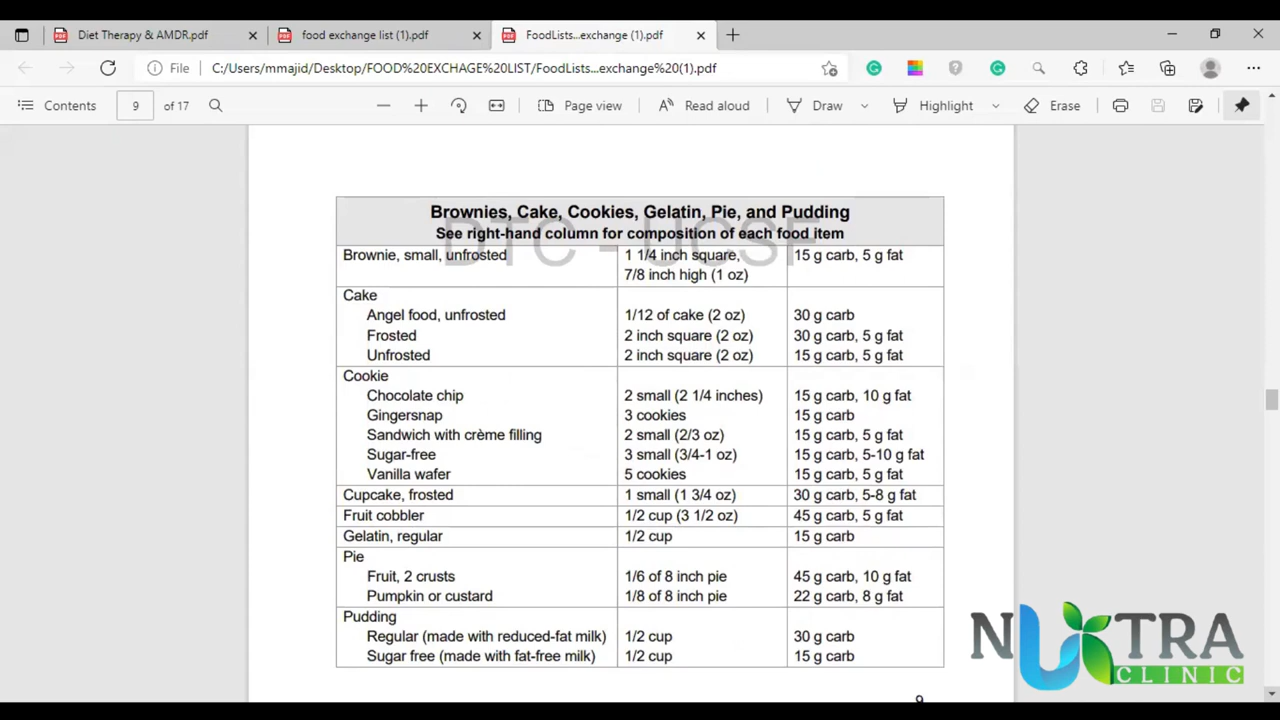 Diet Therapy & AMDR.pdf
food exchange list (1).pdf
FoodLists...exchange (1).pdf
File C:/Users/mmajid/Desktop/FOOD%20EXCHAGE%20LIST/FoodLists...exchange%20(1).pdf
Contents 9 of 17 Page view Read aloud Draw Highlight Erase
DTC - UCSF
Brownies, Cake, Cookies, Gelatin, Pie, and Pudding
See right-hand column for composition of each food item
Brownie, small, unfrosted 1 1/4 inch square, 15 g carb, 5 g fat
7/8 inch high (1 oz)
Cake
Angel food, unfrosted 1/12 of cake (2 oz) 30 g carb
Frosted 2 inch square (2 oz) 30 g carb, 5 g fat
Unfrosted 2 inch square (2 oz) 15 g carb, 5 g fat
Cookie
Chocolate chip 2 small (2 1/4 inches) 15 g carb, 10 g fat
Gingersnap 3 cookies 15 g carb
Sandwich with crème filling 2 small (2/3 oz) 15 g carb, 5 g fat
Sugar-free 3 small (3/4-1 oz) 15 g carb, 5-10 g fat
Vanilla wafer 5 cookies 15 g carb, 5 g fat
Cupcake, frosted 1 small (1 3/4 oz) 30 g carb, 5-8 g fat
Fruit cobbler 1/2 cup (3 1/2 oz) 45 g carb, 5 g fat
Gelatin, regular 1/2 cup 15 g carb
Pie
Fruit, 2 crusts 1/6 of 8 inch pie 45 g carb, 10 g fat
Pumpkin or custard 1/8 of 8 inch pie 22 g carb, 8 g fat
Pudding
Regular (made with reduced-fat milk) 1/2 cup 30 g carb
Sugar free (made with fat-free milk) 1/2 cup 15 g carb
9
NUTRA
CLINIC